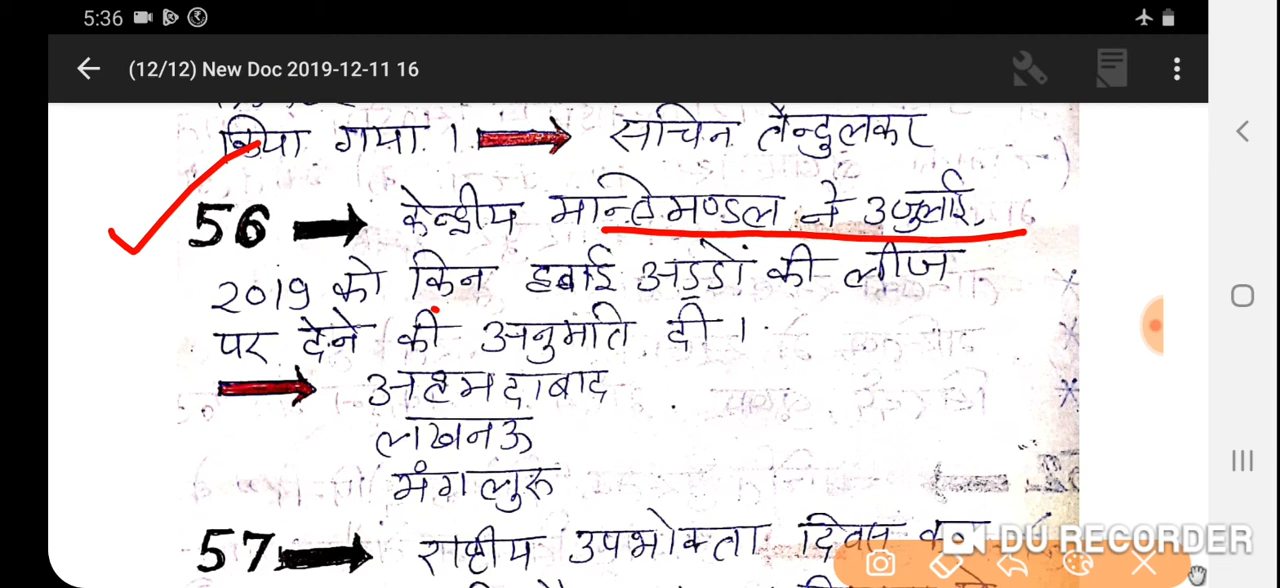 5:36
(12/12) New Doc 2019-12-11 16
किया गया । सचिन तेन्दुलकर
56 केन्द्रीय मन्त्रिमण्डल ने 3 जुलाई
2019 को किन हवाई अड्डों की लीज
पर देने की अनुमति दी ।
अहमदाबाद
लखनऊ
मंगलुरु
57 राष्ट्रीय उपभोक्ता दिवस कब
DU RECORDER